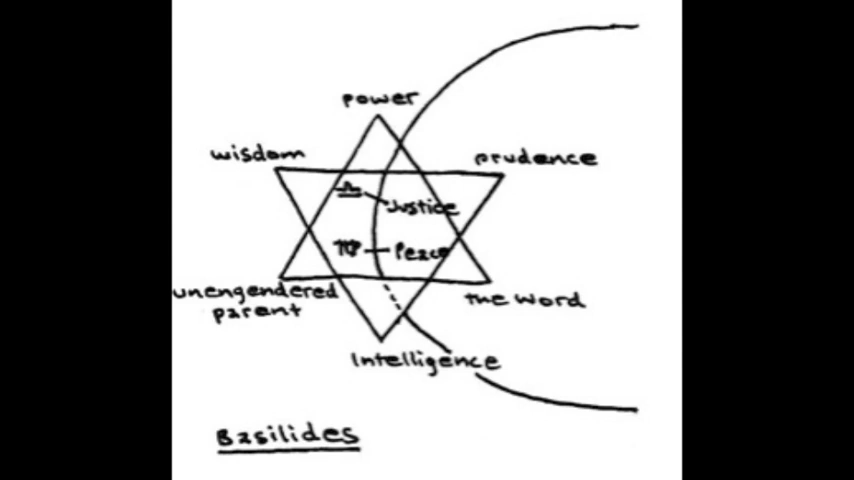 power
wisdom
prudence
♎ Justice
♍ Peace
unengendered
parent
the word
Intelligence
Basilides